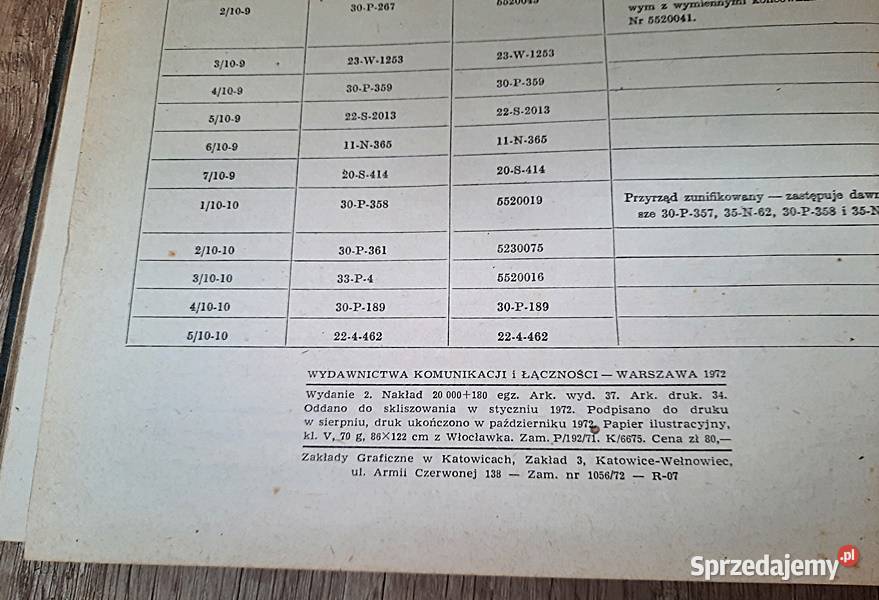 2/10-9 30-P-267 5520043
wym z wymiennymi
Nr 5520041.
3/10-9 23-W-1253 23-W-1253
4/10-9 30-P-359 30-P-359
5/10-9 22-S-2013 22-S-2013
6/10-9 11-N-365 11-N-365
7/10-9 20-S-414 20-S-414
1/10-10 30-P-358 5520019 Przyrząd zunifikowany — zastępuje
sze 30-P-357, 35-N-62, 30-P-358 i
2/10-10 30-P-361 5230075
3/10-10 33-P-4 5520016
4/10-10 30-P-189 30-P-189
5/10-10 22-4-462 22-4-462
WYDAWNICTWA KOMUNIKACJI i ŁĄCZNOŚCI — WARSZAWA 1972
Wydanie 2. Nakład 20 000+180 egz. Ark. wyd. 37. Ark. druk. 34.
Oddano do skliszowania w styczniu 1972. Podpisano do druku
w sierpniu, druk ukończono w październiku 1972. Papier ilustracyjny,
kl. V, 70 g, 86×122 cm z Włocławka. Zam. P/192/71. K/6675. Cena zł 80,—
Zakłady Graficzne w Katowicach, Zakład 3, Katowice-Wełnowiec,
ul. Armii Czerwonej 138 — Zam. nr 1056/72 — R-07
Sprzedajemy.pl